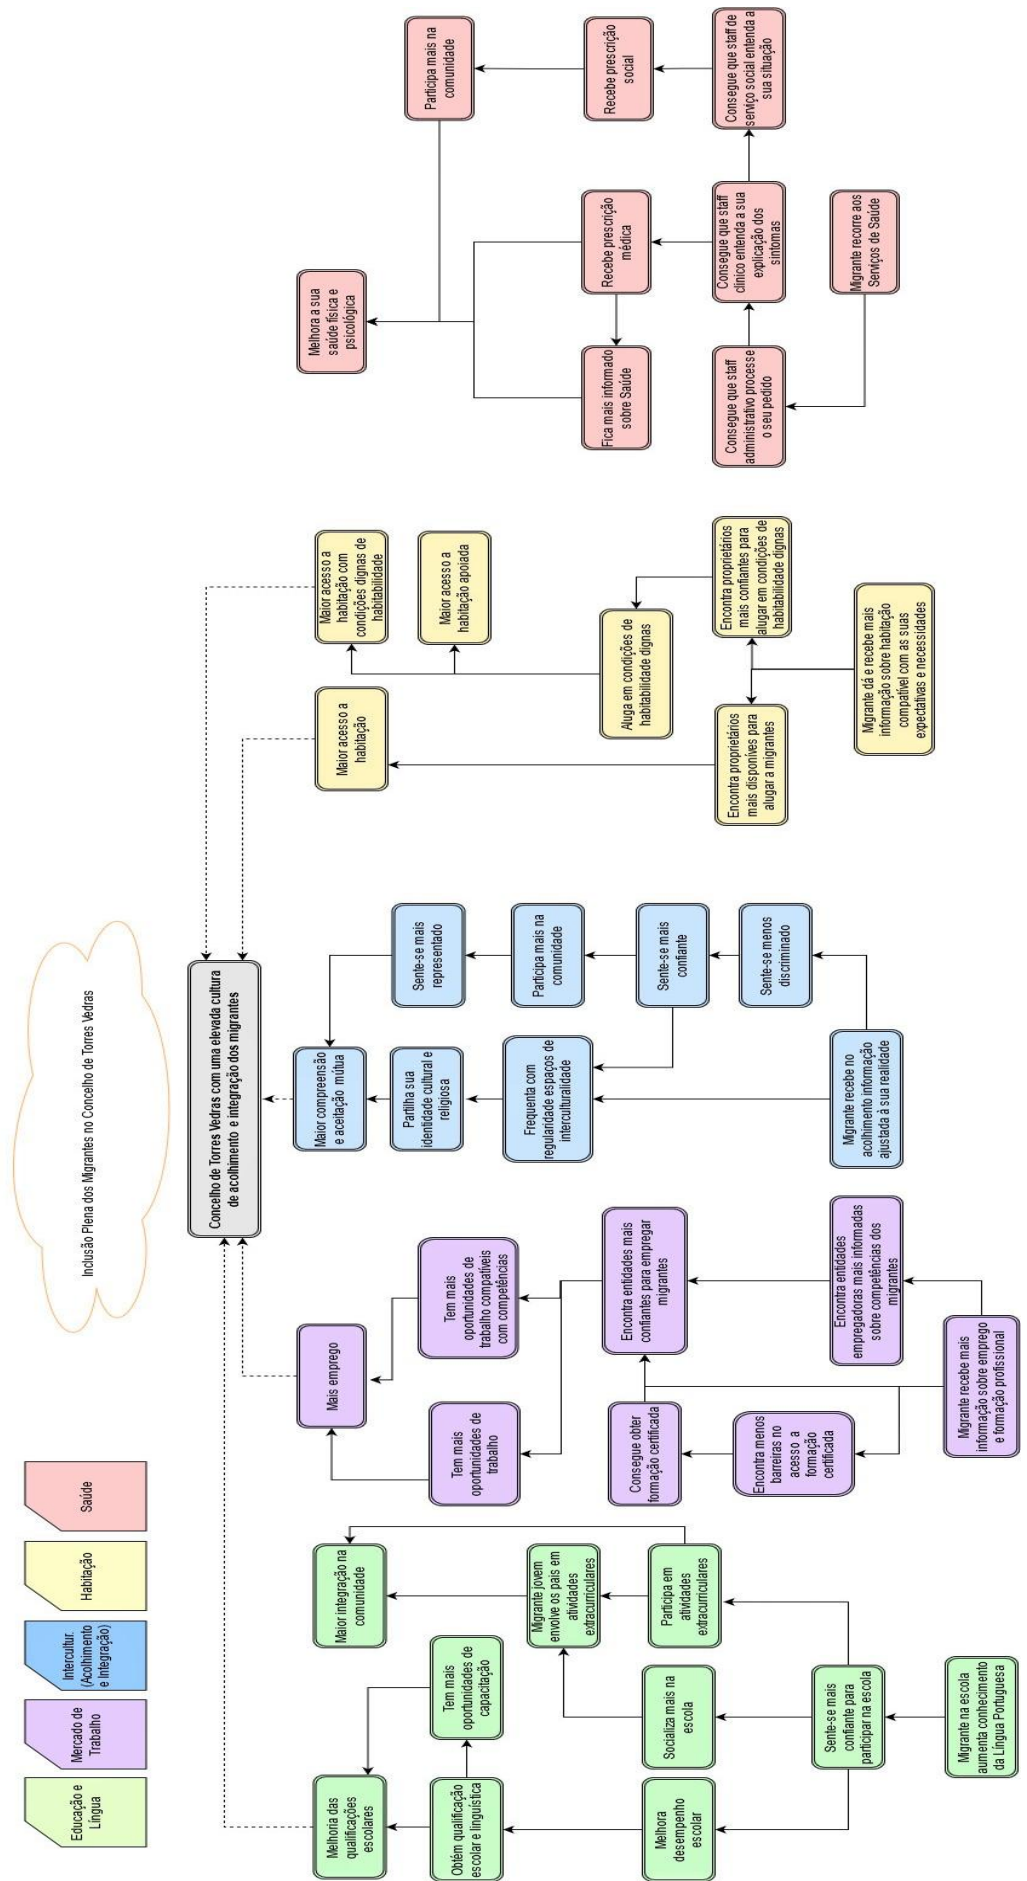 Inclusão Plena dos Migrantes no Concelho de Torres Vedras
Educação e
Língua
Mercado de
Trabalho
Intercultur.
(Acolhimento
e Integração)
Habitação
Saúde
Concelho de Torres Vedras com uma elevada cultura
de acolhimento e integração dos migrantes
Melhoria das
qualificações
escolares
Obtém qualificação
escolar e linguística
Tem mais
oportunidades de
capacitação
Maior integração na
comunidade
Migrante jovem
envolve os pais em
atividades
extracurriculares
Melhora
desempenho
escolar
Socializa mais na
escola
Participa em
atividades
extracurriculares
Sente-se mais
confiante para
participar na escola
Migrante na escola
aumenta conhecimento
da Língua Portuguesa
Mais emprego
Tem mais
oportunidades de
trabalho
Tem mais
oportunidades de
trabalho compatíveis
com competências
Consegue obter
formação certificada
Encontra entidades mais
confiantes para empregar
migrantes
Encontra menos
barreiras no
acesso a
formação
certificada
Encontra entidades
empregadoras mais informadas
sobre competências dos
migrantes
Migrante recebe mais
informação sobre emprego
e formação profissional
Maior compreensão
e aceitação mútua
Partilha sua
identidade cultural e
religiosa
Sente-se mais
representado
Frequenta com
regularidade espaços de
interculturalidade
Participa mais na
comunidade
Sente-se mais
confiante
Sente-se menos
discriminado
Migrante recebe no
acolhimento informação
ajustada à sua realidade
Maior acesso a
habitação
Maior acesso a
habitação com
condições dignas de
habitabilidade
Maior acesso a
habitação apoiada
Aluga em condições de
habitabilidade dignas
Encontra proprietários
mais disponíves para
alugar a migrantes
Encontra proprietários
mais confiantes para
alugar em condições de
habitabilidade dignas
Migrante dá e recebe mais
informação sobre habitação
compatível com as suas
expectativas e necessidades
Melhora a sua
saúde física e
psicológica
Participa mais na
comunidade
Fica mais informado
sobre Saúde
Recebe prescrição
médica
Recebe prescrição
social
Consegue que staff
administrativo processe
o seu pedido
Consegue que staff
clínico entenda a sua
explicação dos
sintomas
Consegue que staff de
serviço social entenda a
sua situação
Migrante recorre aos
Serviços de Saúde